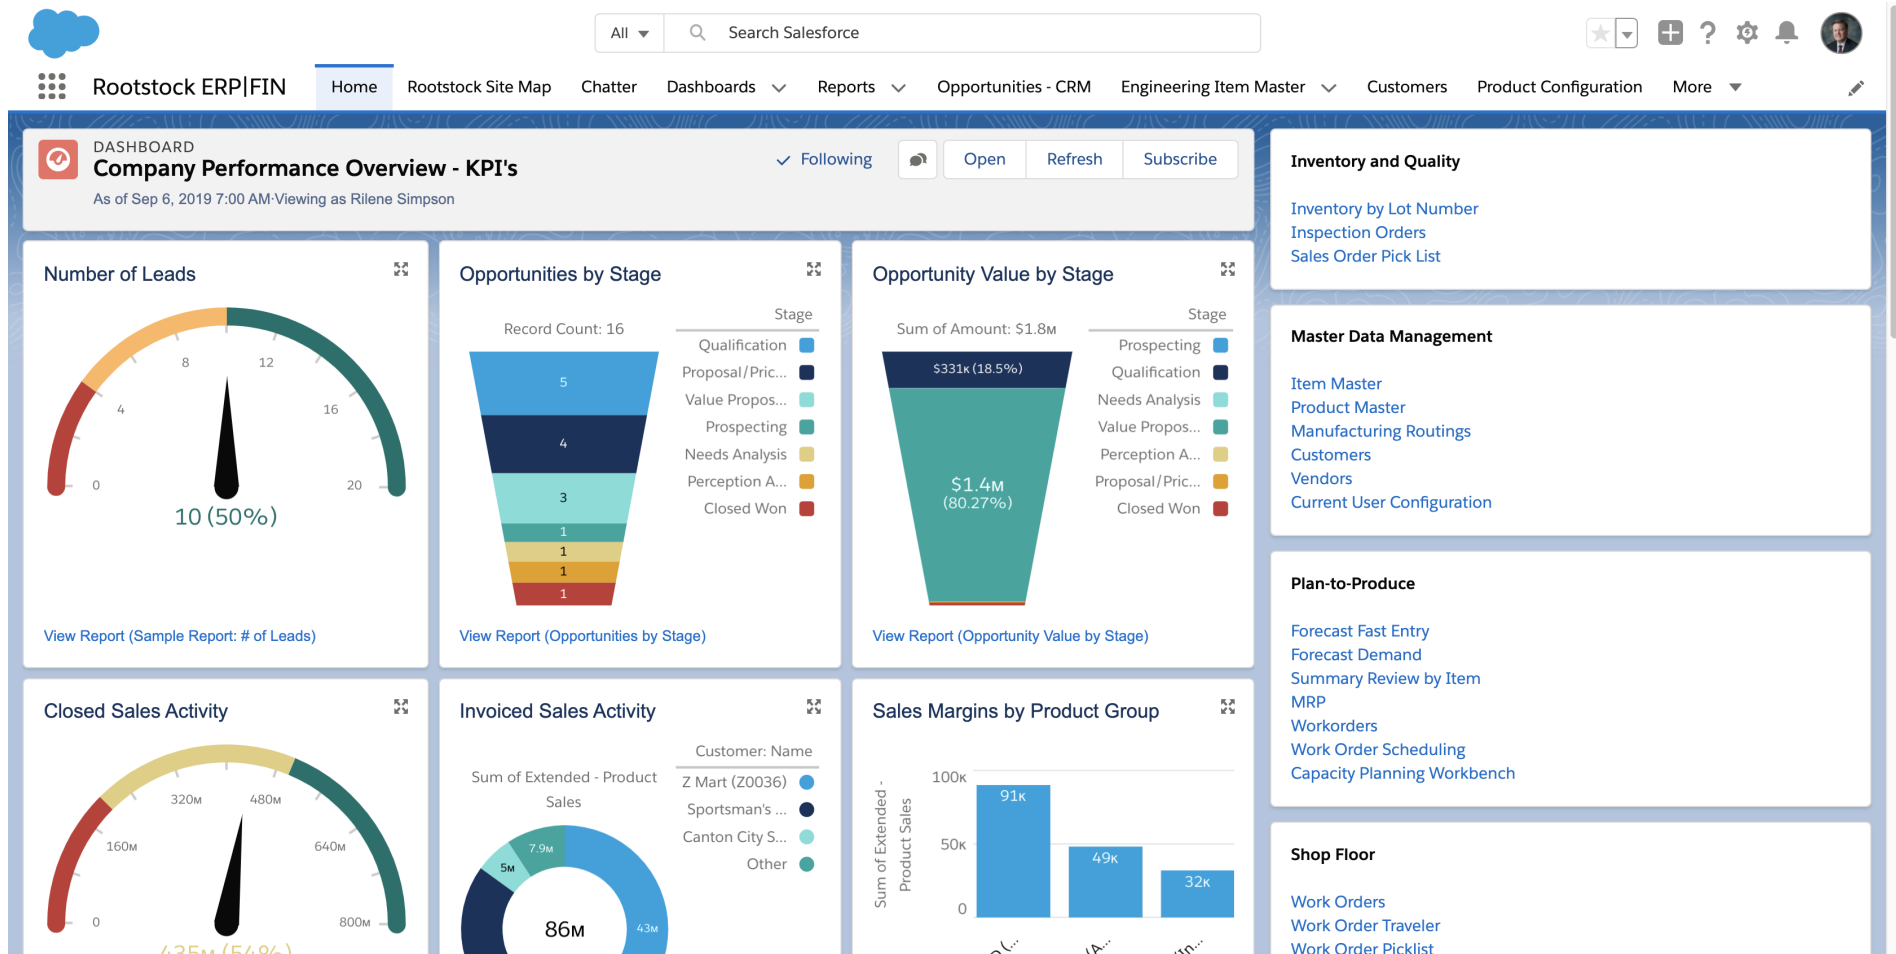 All
Search Salesforce
Rootstock ERP|FIN
Home
Rootstock Site Map
Chatter
Dashboards
Reports
Opportunities - CRM
Engineering Item Master
Customers
Product Configuration
More
DASHBOARD
Company Performance Overview - KPI's
As of Sep 6, 2019 7:00 AM·Viewing as Rilene Simpson
Following
Open
Refresh
Subscribe
Number of Leads
0
4
8
12
16
20
10 (50%)
View Report (Sample Report: # of Leads)
Opportunities by Stage
Record Count: 16
5
4
3
1
1
1
1
Stage
Qualification
Proposal/Pric...
Value Propos...
Prospecting
Needs Analysis
Perception A...
Closed Won
View Report (Opportunities by Stage)
Opportunity Value by Stage
Sum of Amount: $1.8M
$331K (18.5%)
$1.4M
(80.27%)
Stage
Prospecting
Qualification
Needs Analysis
Value Propos...
Perception A...
Proposal/Pric...
Closed Won
View Report (Opportunity Value by Stage)
Closed Sales Activity
0
160M
320M
480M
640M
800M
435M (54%)
Invoiced Sales Activity
Sum of Extended - Product
Sales
7.9M
5M
86M
43M
Customer: Name
Z Mart (Z0036)
Sportsman's ...
Canton City S...
Other
Sales Margins by Product Group
Sum of Extended -
Product Sales
100K
50K
0
91K
49K
32K
Inventory and Quality
Inventory by Lot Number
Inspection Orders
Sales Order Pick List
Master Data Management
Item Master
Product Master
Manufacturing Routings
Customers
Vendors
Current User Configuration
Plan-to-Produce
Forecast Fast Entry
Forecast Demand
Summary Review by Item
MRP
Workorders
Work Order Scheduling
Capacity Planning Workbench
Shop Floor
Work Orders
Work Order Traveler
Work Order Picklist